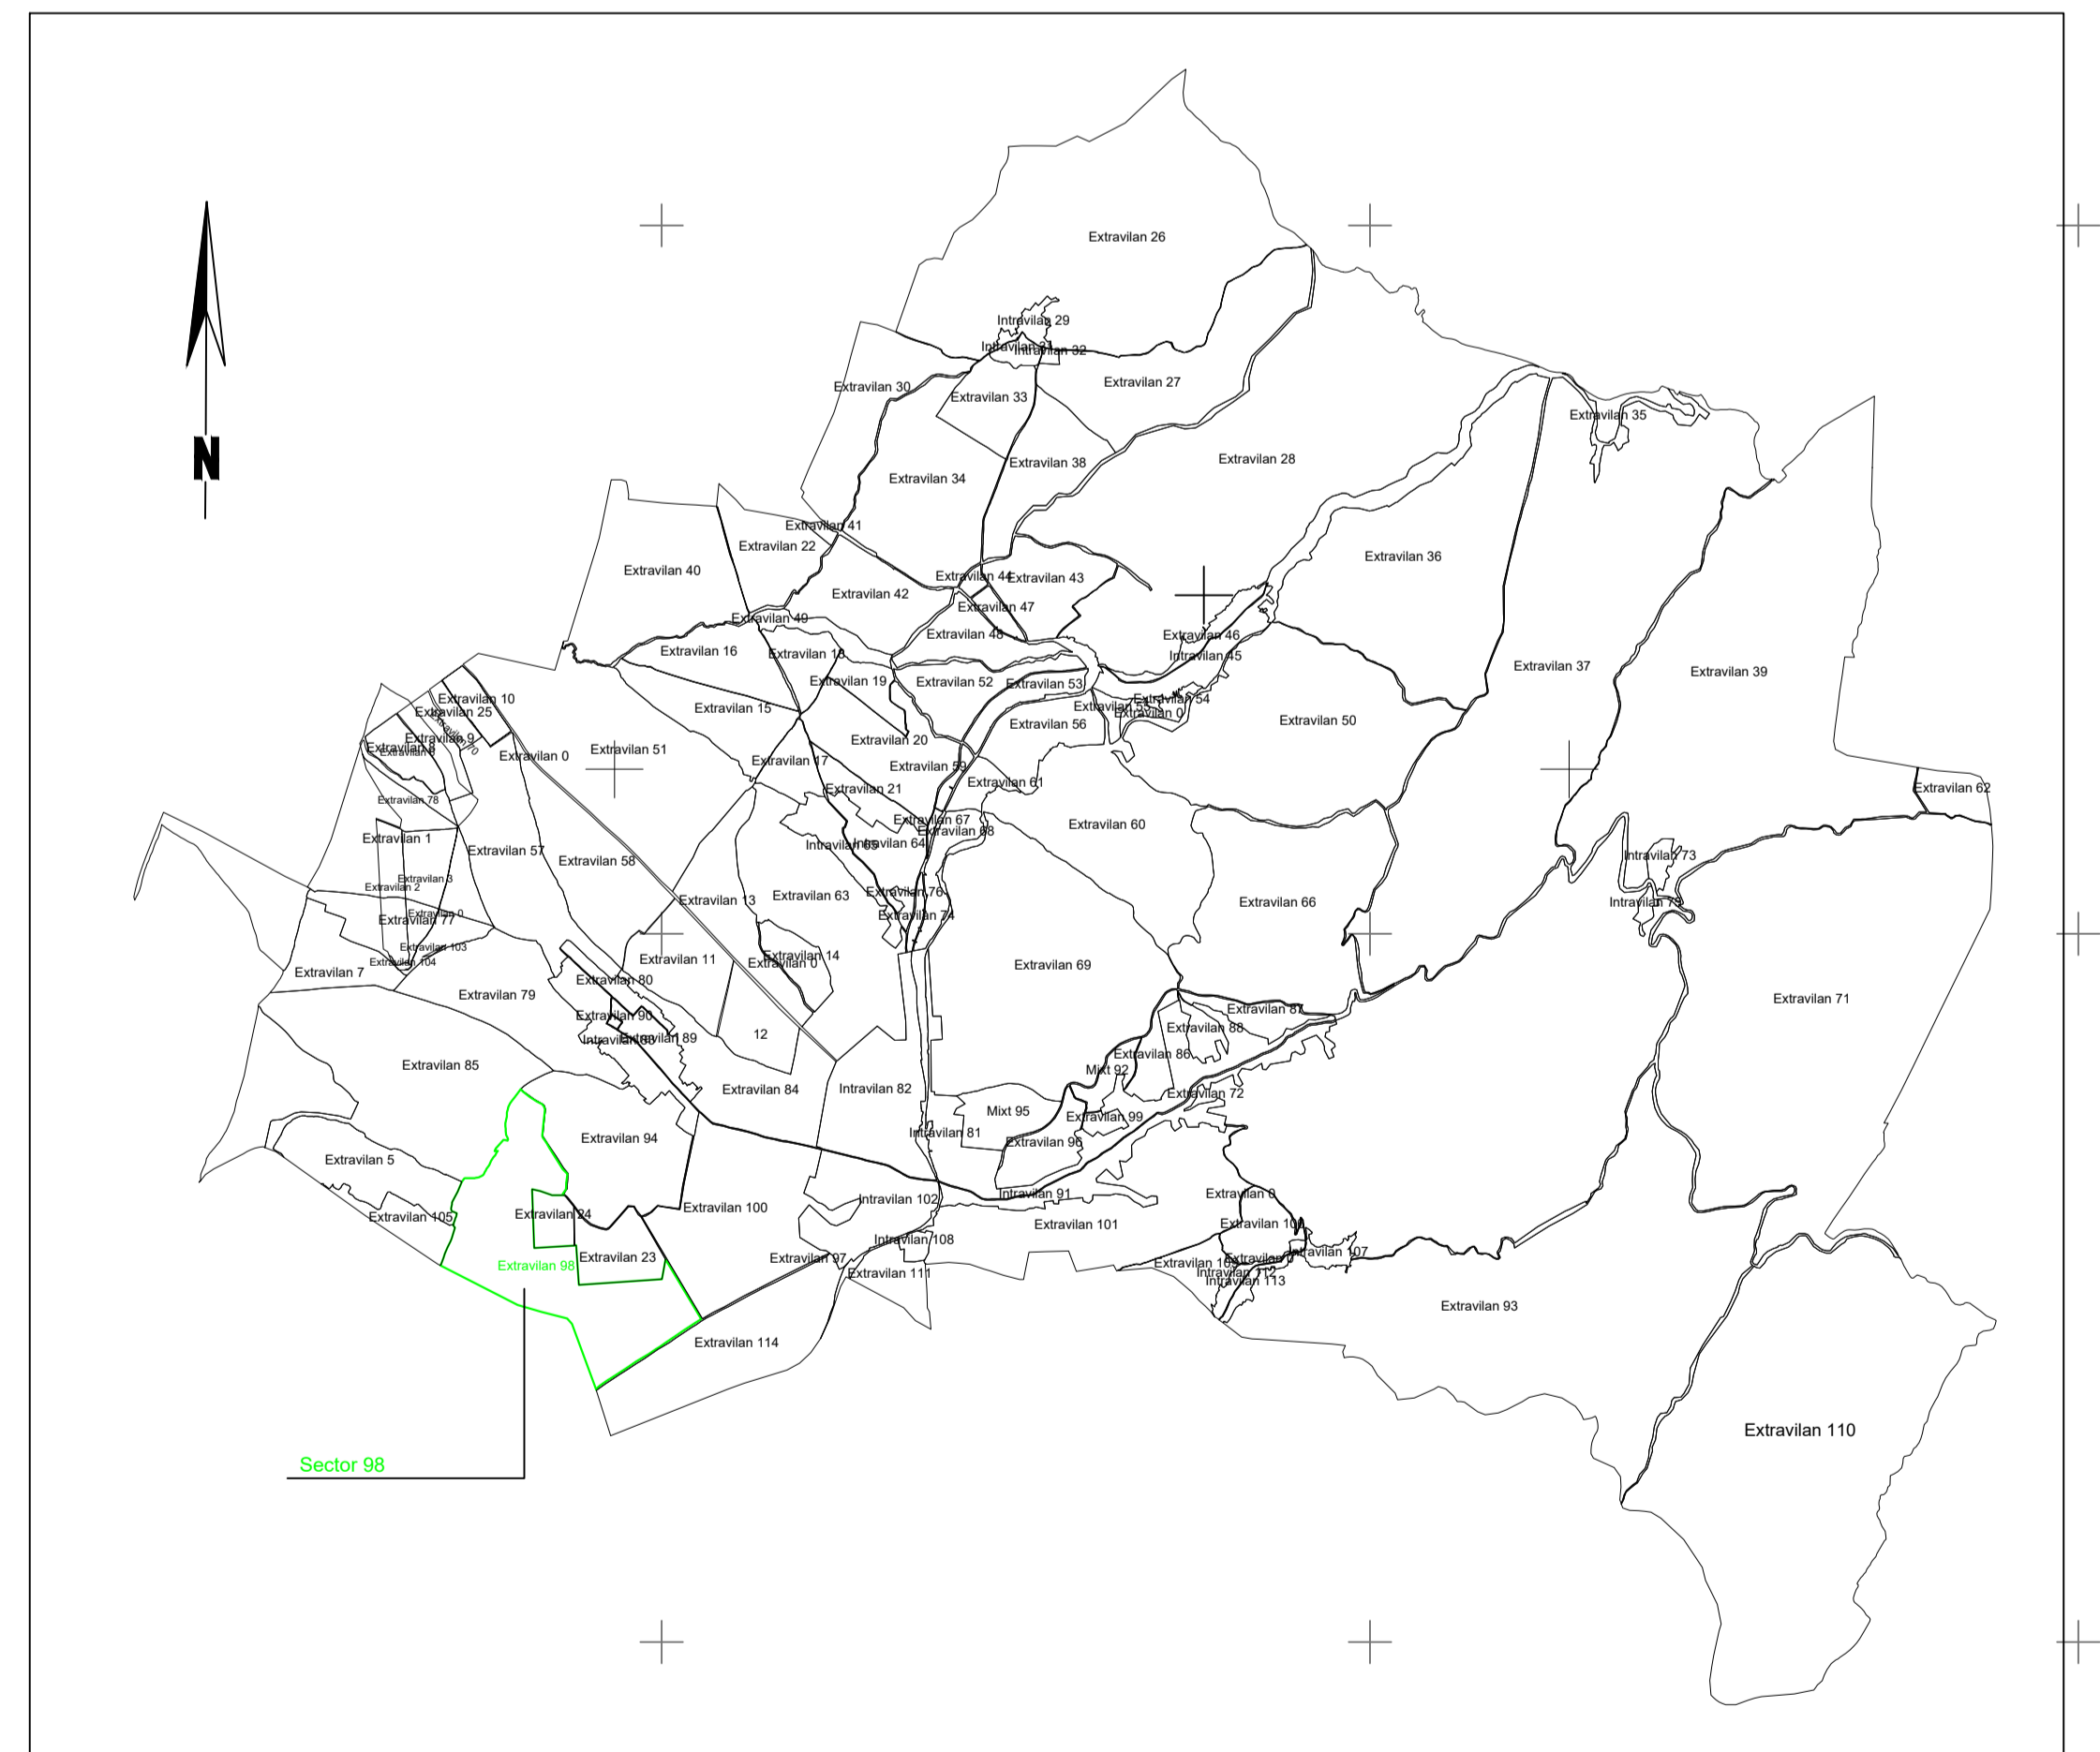 Extravilan 26
Intravilan 29
Intravilan 32
Extravilan 27
Extravilan 30
Extravilan 33
Extravilan 35
Extravilan 28
Extravilan 38
Extravilan 34
N
Extravilan 41
Extravilan 22
Extravilan 36
Extravilan 40
Extravilan 44
Extravilan 43
Extravilan 42
Extravilan 47
Extravilan 49
Extravilan 48
Extravilan 46
Extravilan 16
Intravilan 45
Extravilan 37
Extravilan 39
Extravilan 19
Extravilan 52
Extravilan 53
Extravilan 10
Extravilan 54
Extravilan 15
Extravilan 25
Extravilan 0
Extravilan 50
Extravilan 56
Extravilan 9
Extravilan 20
Extravilan 51
Extravilan 0
Extravilan 17
Extravilan 59
Extravilan 61
Extravilan 62
Extravilan 21
Extravilan 78
Extravilan 67
Extravilan 60
Extravilan 68
Extravilan 1
Intravilan 64
Extravilan 57
Intravilan 73
Extravilan 58
Extravilan 3
Extravilan 2
Extravilan 76
Extravilan 63
Extravilan 13
Extravilan 66
Extravilan 0
Extravilan 77
Extravilan 74
Extravilan 103
Extravilan 14
Extravilan 11
Extravilan 104
Extravilan 0
Extravilan 69
Extravilan 7
Extravilan 80
Extravilan 79
Extravilan 71
Extravilan 87
Extravilan 90
Extravilan 88
12
Extravilan 89
Extravilan 86
Extravilan 85
Mixt 92
Extravilan 84
Intravilan 82
Extravilan 72
Mixt 95
Extravilan 99
Intravilan 81
Extravilan 94
Extravilan 96
Extravilan 5
Intravilan 91
Extravilan 0
Intravilan 102
Extravilan 100
Extravilan 24
Extravilan 105
Extravilan 101
Intravilan 108
Intravilan 107
Extravilan 23
Extravilan 97
Extravilan 98
Extravilan 111
Intravilan 112
Intravilan 113
Extravilan 93
Extravilan 114
Extravilan 110
Sector 98